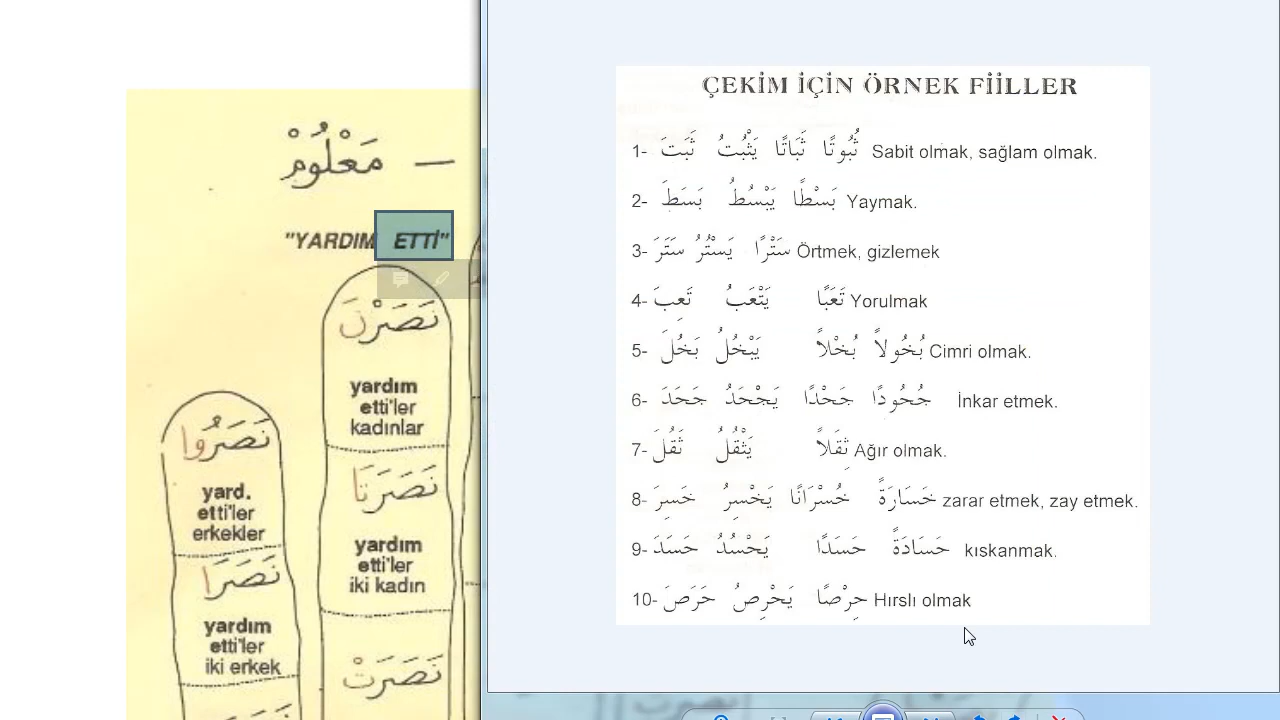 — مَعْلُومْ
"YARDIM ETTİ"
نَصَرْنَ
yardım
etti'ler
kadınlar
نَصَرَتَا
yardım
etti'ler
iki kadın
نَصَرَتْ
نَصَرُوا
yard.
etti'ler
erkekler
نَصَرَا
yardım
etti'ler
iki erkek
ÇEKİM İÇİN ÖRNEK FİİLLER
1- ثَبَتَ يَثْبُتُ ثَبَاتًا ثُبُوتًا Sabit olmak, sağlam olmak.
2- بَسَطَ يَبْسُطُ بَسْطًا Yaymak.
3- سَتَرَ يَسْتُرُ سَتْرًا Örtmek, gizlemek
4- تَعِبَ يَتْعَبُ تَعَبًا Yorulmak
5- بَخُلَ يَبْخُلُ بُخْلاً بُخُولاً Cimri olmak.
6- جَحَدَ يَجْحَدُ جَحْدًا جُحُودًا İnkar etmek.
7- ثَقُلَ يَثْقُلُ ثِقَلاً Ağır olmak.
8- خَسِرَ يَخْسِرُ خُسْرَانًا خَسَارَةً zarar etmek, zay etmek.
9- حَسَدَ يَحْسُدُ حَسَدًا حَسَادَةً kıskanmak.
10- حَرَصَ يَحْرِصُ حِرْصًا Hırslı olmak